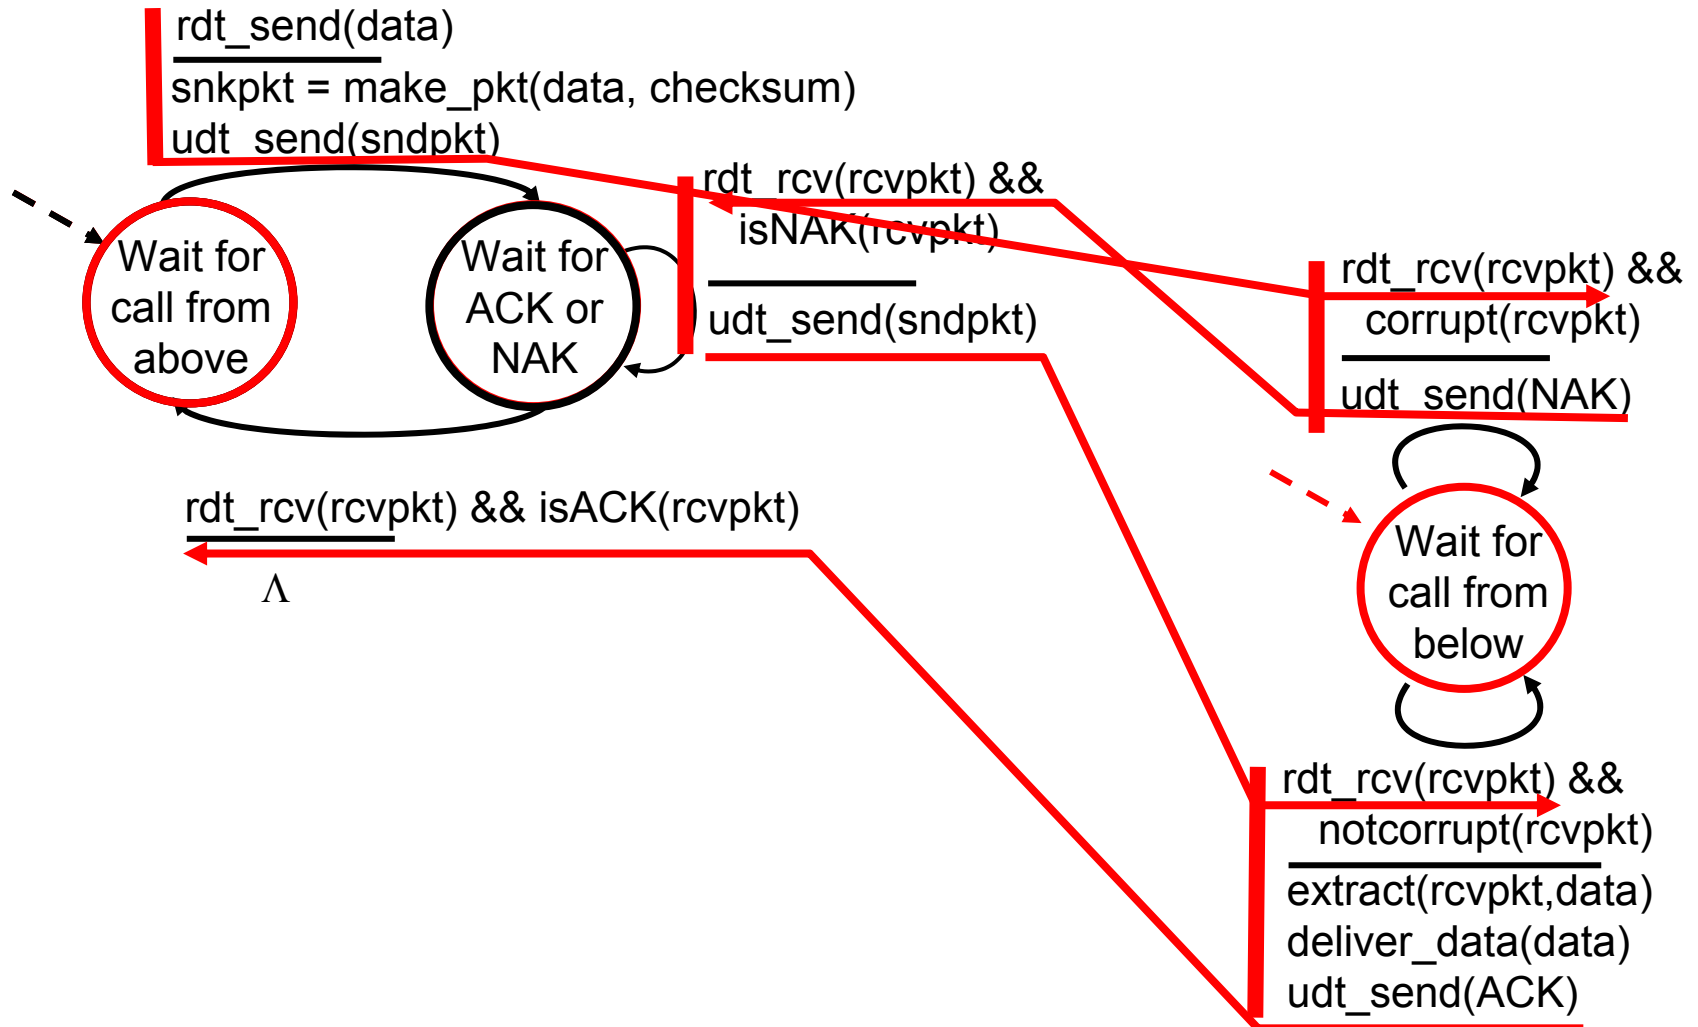 rdt_send(data)
snkpkt = make_pkt(data, checksum)
udt_send(sndpkt)
rdt_rcv(rcvpkt) &&
isNAK(rcvpkt)
udt_send(sndpkt)
Wait for
call from
above
Wait for
ACK or
NAK
rdt_rcv(rcvpkt) && isACK(rcvpkt)
Λ
rdt_rcv(rcvpkt) &&
corrupt(rcvpkt)
udt_send(NAK)
Wait for
call from
below
rdt_rcv(rcvpkt) &&
notcorrupt(rcvpkt)
extract(rcvpkt,data)
deliver_data(data)
udt_send(ACK)